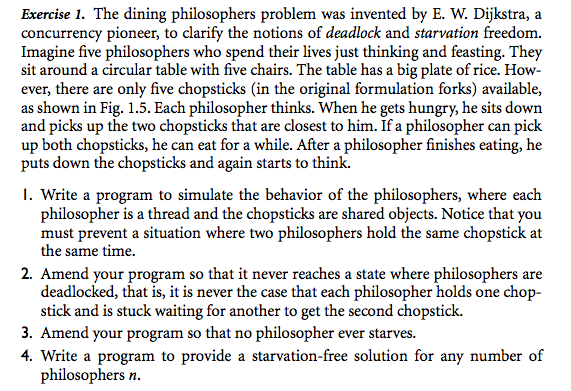 Exercise 1. The dining philosophers problem was invented by E. W. Dijkstra, a
concurrency pioneer, to clarify the notions of deadlock and starvation freedom.
Imagine five philosophers who spend their lives just thinking and feasting. They
sit around a circular table with five chairs. The table has a big plate of rice. How-
ever, there are only five chopsticks (in the original formulation forks) available,
as shown in Fig. 1.5. Each philosopher thinks. When he gets hungry, he sits down
and picks up the two chopsticks that are closest to him. If a philosopher can pick
up both chopsticks, he can eat for a while. After a philosopher finishes eating, he
puts down the chopsticks and again starts to think.
1. Write a program to simulate the behavior of the philosophers, where each
philosopher is a thread and the chopsticks are shared objects. Notice that you
must prevent a situation where two philosophers hold the same chopstick at
the same time.
2. Amend your program so that it never reaches a state where philosophers are
deadlocked, that is, it is never the case that each philosopher holds one chop-
stick and is stuck waiting for another to get the second chopstick.
3. Amend your program so that no philosopher ever starves.
4. Write a program to provide a starvation-free solution for any number of
philosophers n.